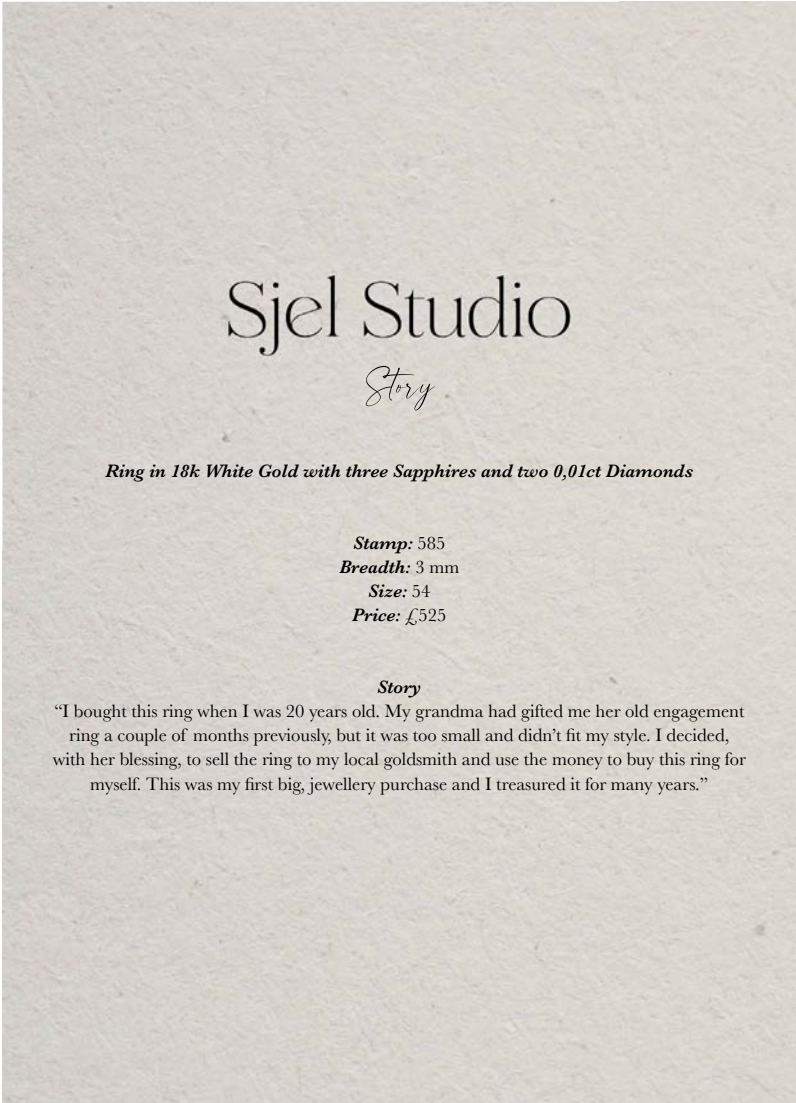 Sjel Studio
Story
Ring in 18k White Gold with three Sapphires and two 0,01ct Diamonds
Stamp: 585
Breadth: 3 mm
Size: 54
Price: £525
Story
“I bought this ring when I was 20 years old. My grandma had gifted me her old engagement
ring a couple of months previously, but it was too small and didn’t fit my style. I decided,
with her blessing, to sell the ring to my local goldsmith and use the money to buy this ring for
myself. This was my first big, jewellery purchase and I treasured it for many years.”